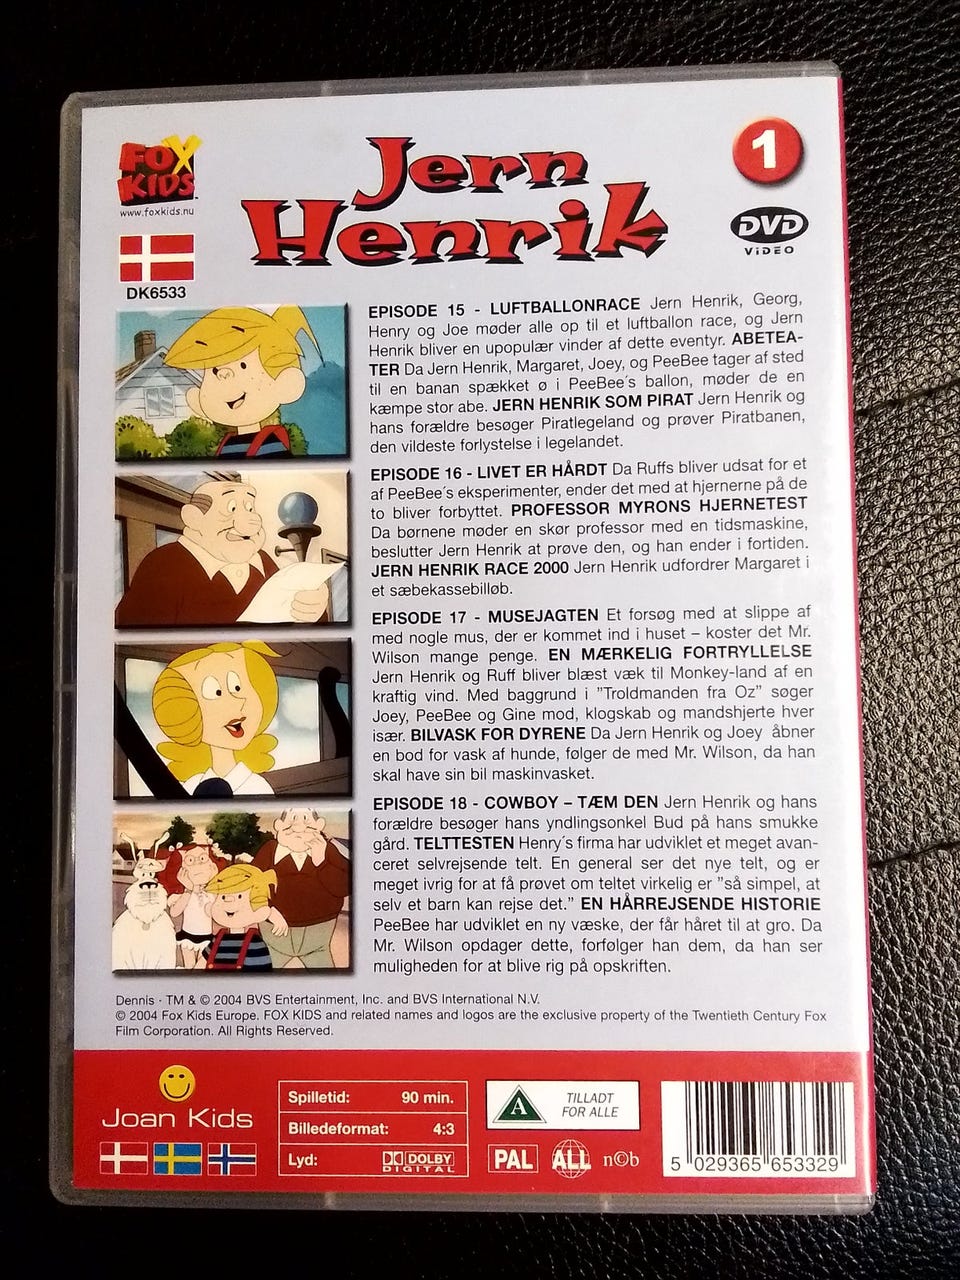 FOX
KIDS
www.foxkids.nu
DK6533
Jern
Henrik
1
DVD
VIDEO
EPISODE 15 - LUFTBALLONRACE Jern Henrik, Georg,
Henry og Joe møder alle op til et luftballon race, og Jern
Henrik bliver en upopulær vinder af dette eventyr. ABETEA-
TER Da Jern Henrik, Margaret, Joey, og PeeBee tager af sted
til en banan spækket ø i PeeBee´s ballon, møder de en
kæmpe stor abe. JERN HENRIK SOM PIRAT Jern Henrik og
hans forældre besøger Piratlegeland og prøver Piratbanen,
den vildeste forlystelse i legelandet.
EPISODE 16 - LIVET ER HÅRDT Da Ruffs bliver udsat for et
af PeeBee´s eksperimenter, ender det med at hjernerne på de
to bliver forbyttet. PROFESSOR MYRONS HJERNETEST
Da børnene møder en skør professor med en tidsmaskine,
beslutter Jern Henrik at prøve den, og han ender i fortiden.
JERN HENRIK RACE 2000 Jern Henrik udfordrer Margaret i
et sæbekassebilløb.
EPISODE 17 - MUSEJAGTEN Et forsøg med at slippe af
med nogle mus, der er kommet ind i huset – koster det Mr.
Wilson mange penge. EN MÆRKELIG FORTRYLLELSE
Jern Henrik og Ruff bliver blæst væk til Monkey-land af en
kraftig vind. Med baggrund i "Troldmanden fra Oz" søger
Joey, PeeBee og Gine mod, klogskab og mandshjerte hver
især. BILVASK FOR DYRENE Da Jern Henrik og Joey åbner
en bod for vask af hunde, følger de med Mr. Wilson, da han
skal have sin bil maskinvasket.
EPISODE 18 - COWBOY – TÆM DEN Jern Henrik og hans
forældre besøger hans yndlingsonkel Bud på hans smukke
gård. TELTTESTEN Henry´s firma har udviklet et meget avan-
ceret selvrejsende telt. En general ser det nye telt, og er
meget ivrig for at få prøvet om teltet virkelig er "så simpel, at
selv et barn kan rejse det." EN HÅRREJSENDE HISTORIE
PeeBee har udviklet en ny væske, der får håret til at gro. Da
Mr. Wilson opdager dette, forfølger han dem, da han ser
muligheden for at blive rig på opskriften.
Dennis · TM & © 2004 BVS Entertainment, Inc. and BVS International N.V.
© 2004 Fox Kids Europe. FOX KIDS and related names and logos are the exclusive property of the Twentieth Century Fox
Film Corporation. All Rights Reserved.
Joan Kids
Spilletid: 90 min.
Billedeformat: 4:3
Lyd: DOLBY
DIGITAL
A
TILLADT
FOR ALLE
PAL ALL n©b
5 029365 653329